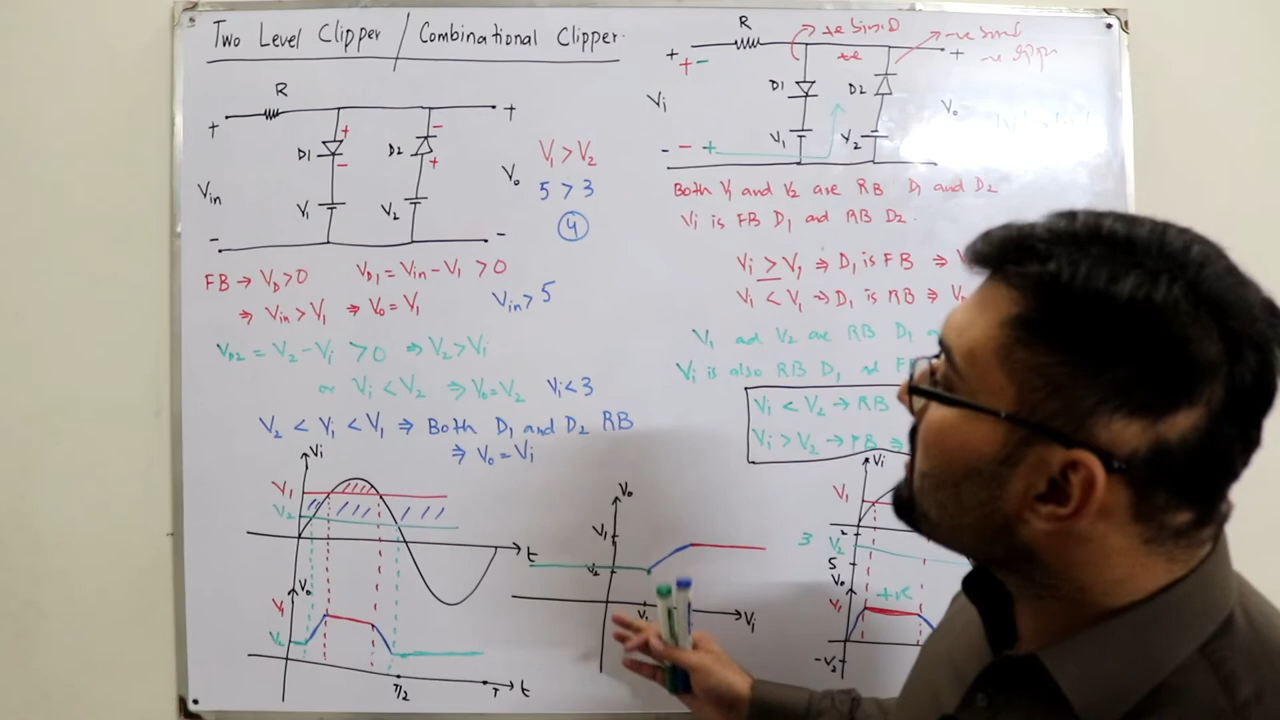 Two Level Clipper / Combinational Clipper.
R
+ +
D1 + - D2 - +
Vin
V1 V2
Vo
- -
V1 > V2
5 > 3
4
FB → VD > 0 VD1 = Vin - V1 > 0
⇒ Vin > V1 ⇒ Vo = V1 Vin > 5
VD2 = V2 - Vi > 0 ⇒ V2 > Vi
or Vi < V2 ⇒ Vo = V2 Vi < 3
V2 < Vi < V1 ⇒ Both D1 and D2 RB
⇒ Vo = Vi
Vi
V1
V2
t
Vo
V1
V2
T/2 T t
Vo
V1
V2
Vi
R
+ + - +
D1 D2
Vi
V1 V2
Vo
- - +
Both V1 and V2 are RB D1 and D2
Vi is FB D1 and RB D2.
Vi > V1 ⇒ D1 is FB ⇒
Vi < V1 → D1 is RB ⇒
V1 and V2 are RB D1
Vi is also RB D1
Vi < V2 → RB
Vi > V2 → FB ⇒
Vi
V1
3 V2
5
Vo
V1
-V2